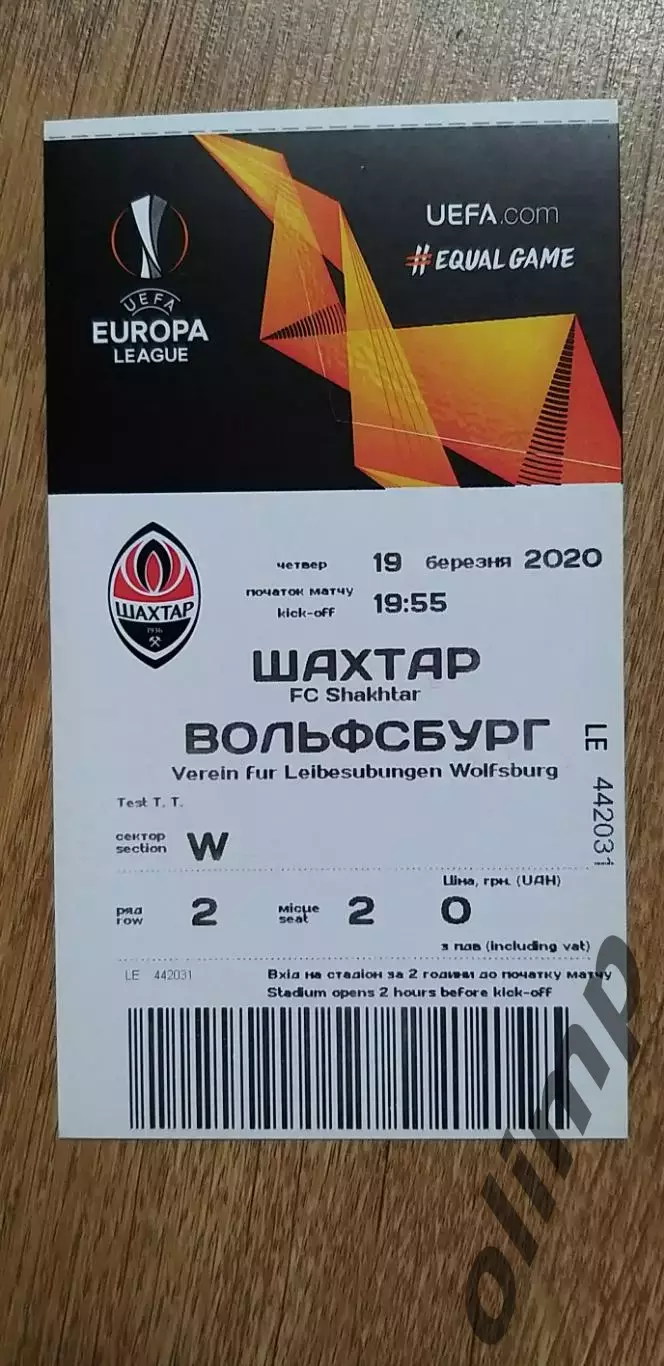 UEFA.com
#EQUALGAME
UEFA
EUROPA
LEAGUE
четвер 19 березня 2020
початок матчу
kick-off 19:55
ШАХТАР
1936
ШАХТАР
FC Shakhtar
ВОЛЬФСБУРГ
Verein fur Leibesubungen Wolfsburg
LE 442031
Test T. T.
сектор
section W
Ціна, грн. (UAH)
ряд
row 2
місце
seat 2
0
з пдв (including vat)
LE 442031
Вхід на стадіон за 2 години до початку матчу
Stadium opens 2 hours before kick-off
olimp